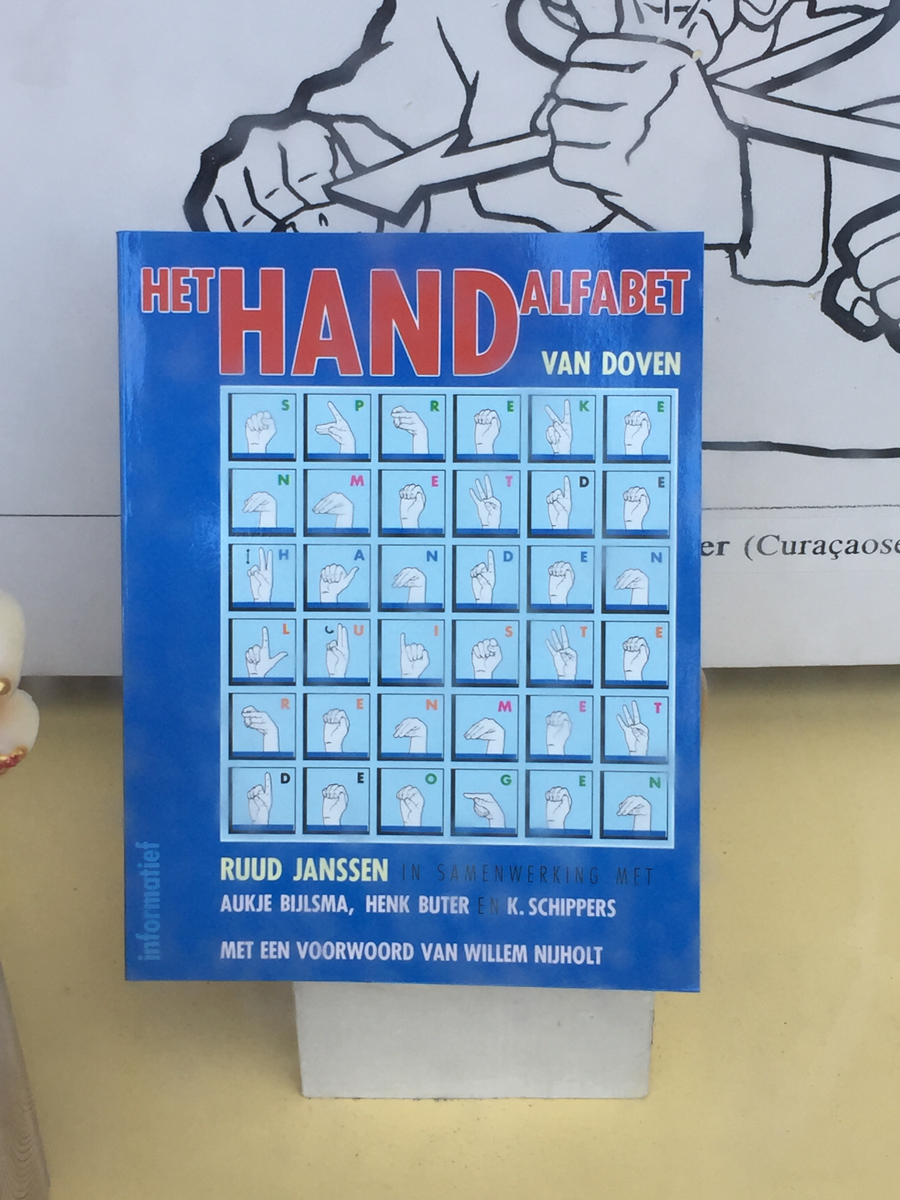 HET HAND ALFABET
VAN DOVEN
S P R E K E
N M E T D E
H A N D E N
L U I S T E
R E N M E T
D E O G E N
informatief
RUUD JANSSEN IN SAMENWERKING MET
AUKJE BIJLSMA, HENK BUTER EN K. SCHIPPERS
MET EEN VOORWOORD VAN WILLEM NIJHOLT
(Curaçaose